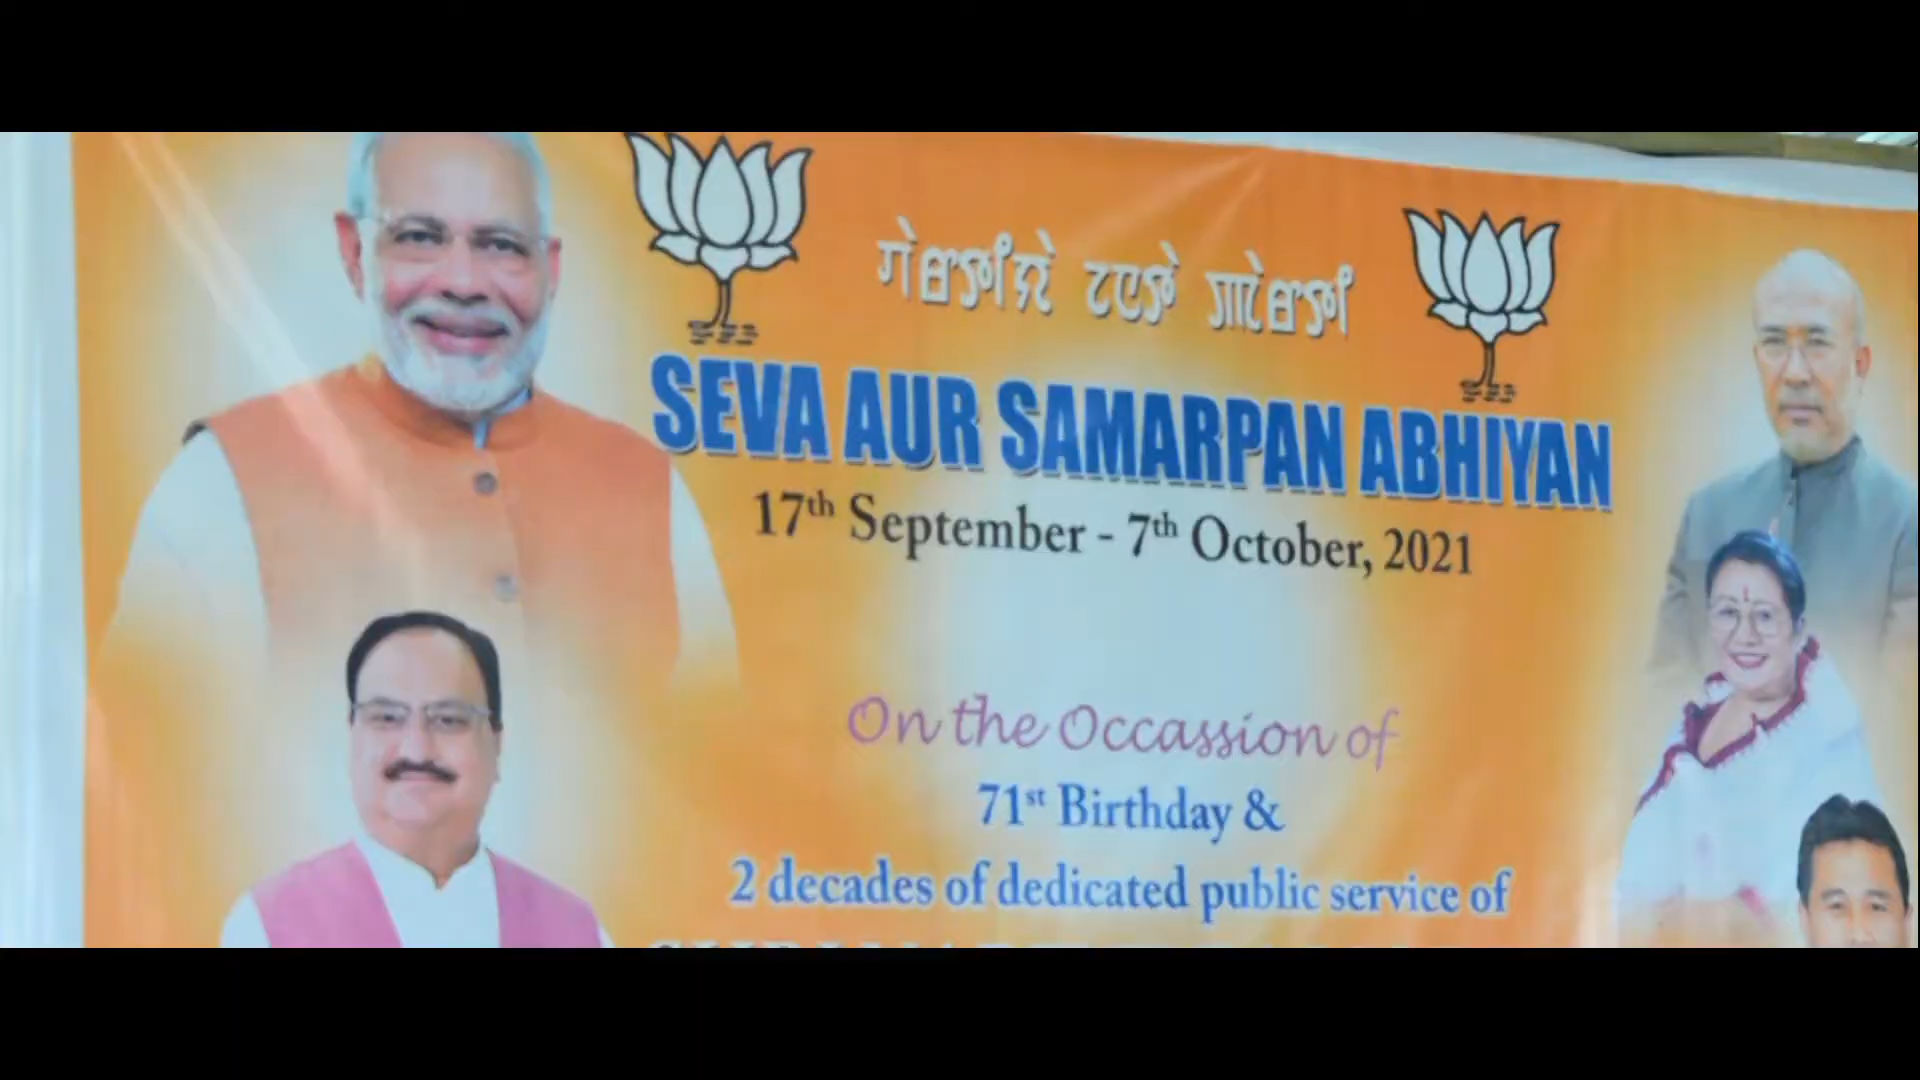 SEVA AUR SAMARPAN ABHIYAN
17th September - 7th October, 2021
On the Occassion of
71st Birthday &
2 decades of dedicated public service of